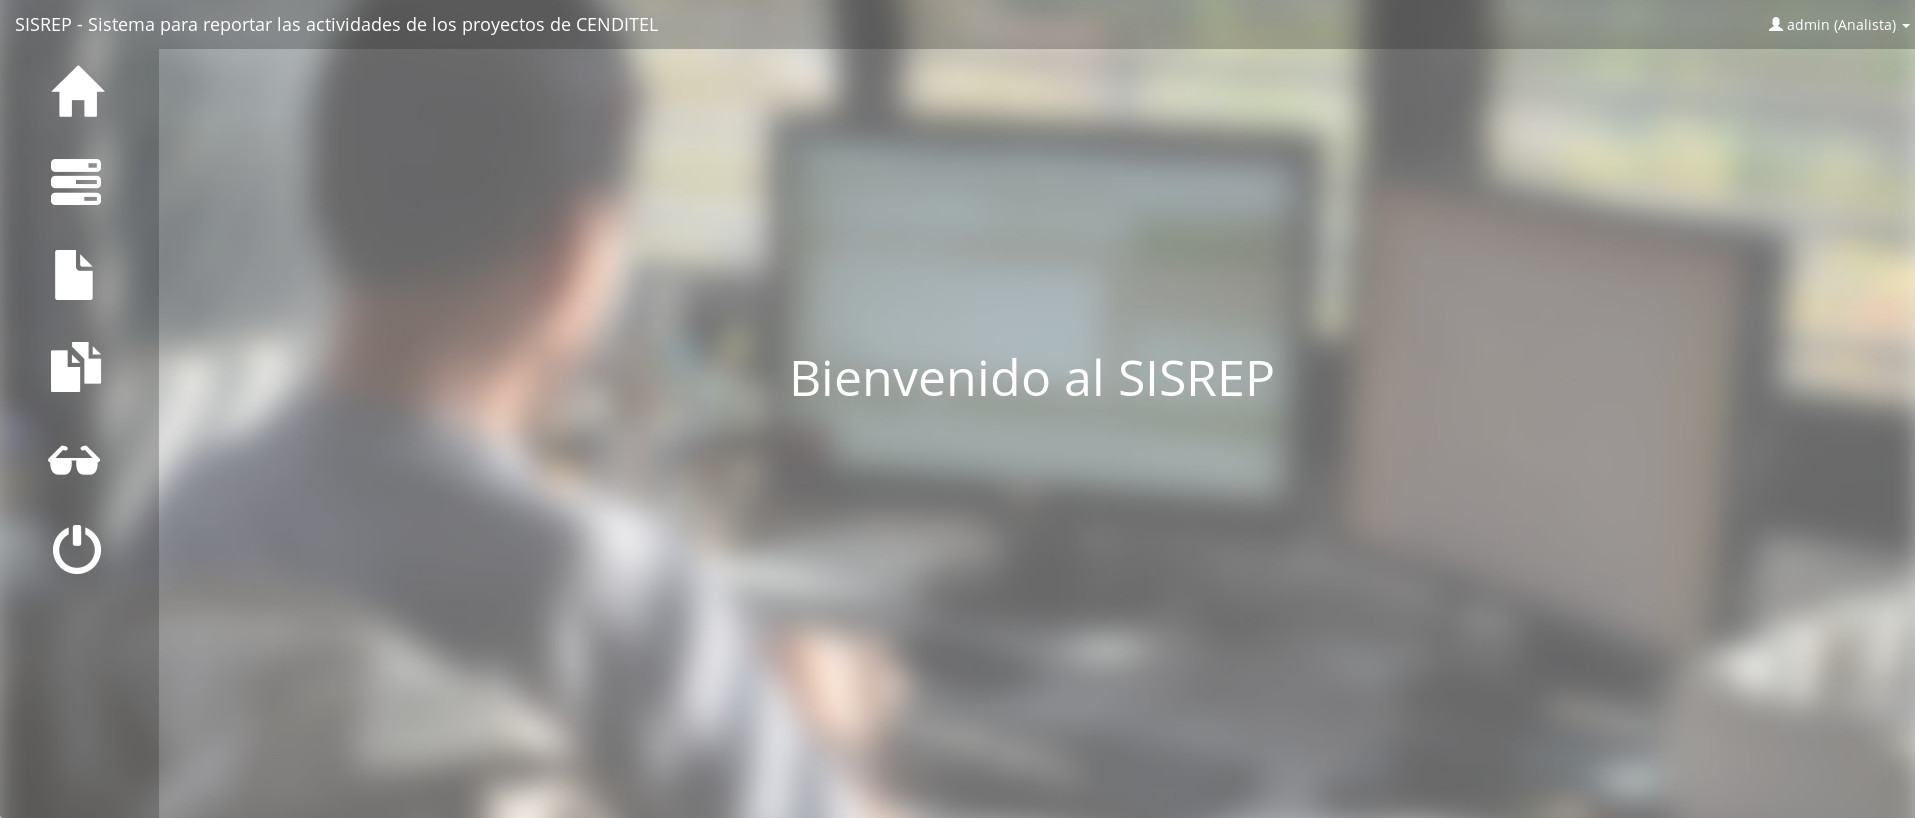 SISREP - Sistema para reportar las actividades de los proyectos de CENDITEL
admin (Analista)
Bienvenido al SISREP